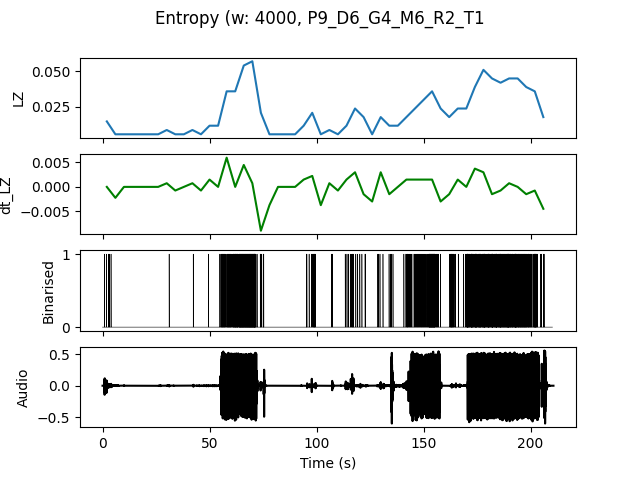 Entropy (w: 4000, P9_D6_G4_M6_R2_T1
0.050
0.025
LZ
0.005
0.000
−0.005
dt_LZ
1
0
Binarised
0.5
0.0
−0.5
Audio
0 50 100 150 200
Time (s)